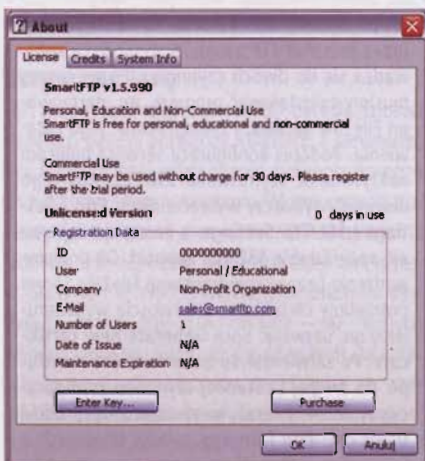 About
License Credits System Info
SmartFTP v1.5.990
Personal, Education and Non-Commercial Use
SmartFTP is free for personal, educational and non-commercial
use.
Commercial Use
SmartFTP may be used without charge for 30 days. Please register
after the trial period.
Unlicensed Version 0 days in use
Registration Data
ID 0000000000
User Personal / Educational
Company Non-Profit Organization
E-Mail sales@smartftp.com
Number of Users 1
Date of Issue N/A
Maintenance Expiration N/A
Enter Key... Purchase
OK Anuluj